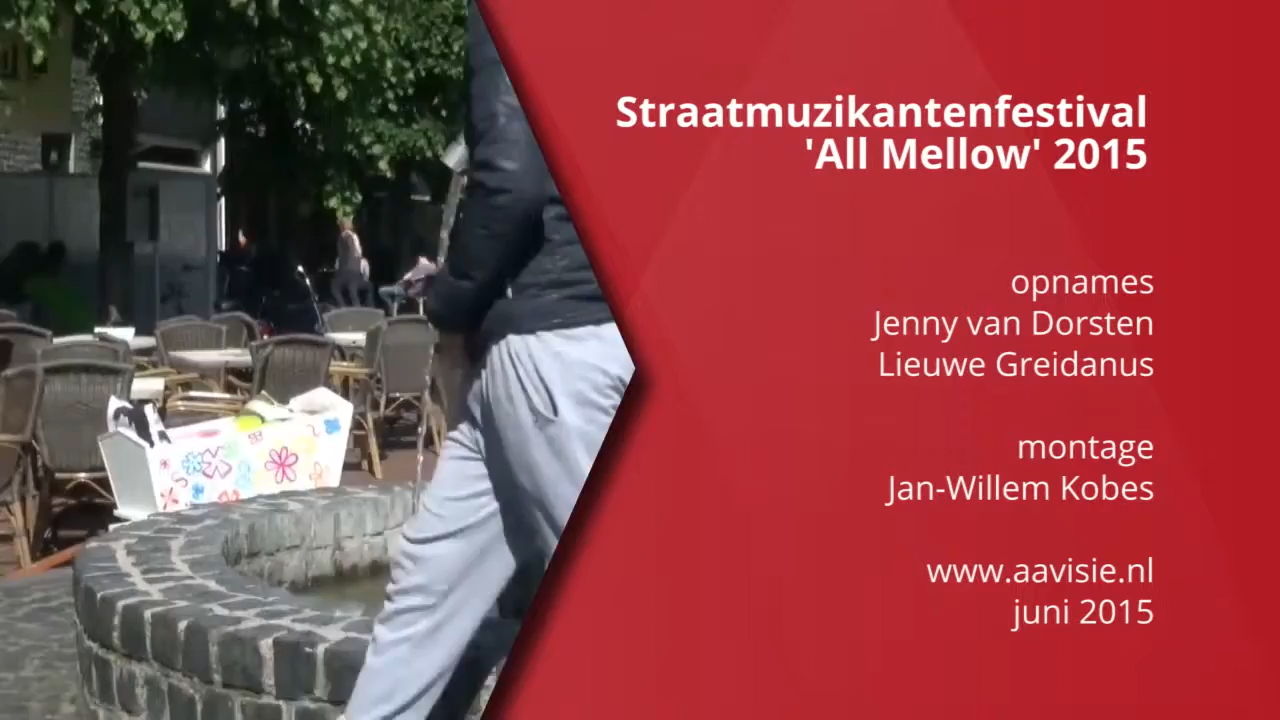 Straatmuzikantenfestival
'All Mellow' 2015
opnames
Jenny van Dorsten
Lieuwe Greidanus
montage
Jan-Willem Kobes
www.aavisie.nl
juni 2015